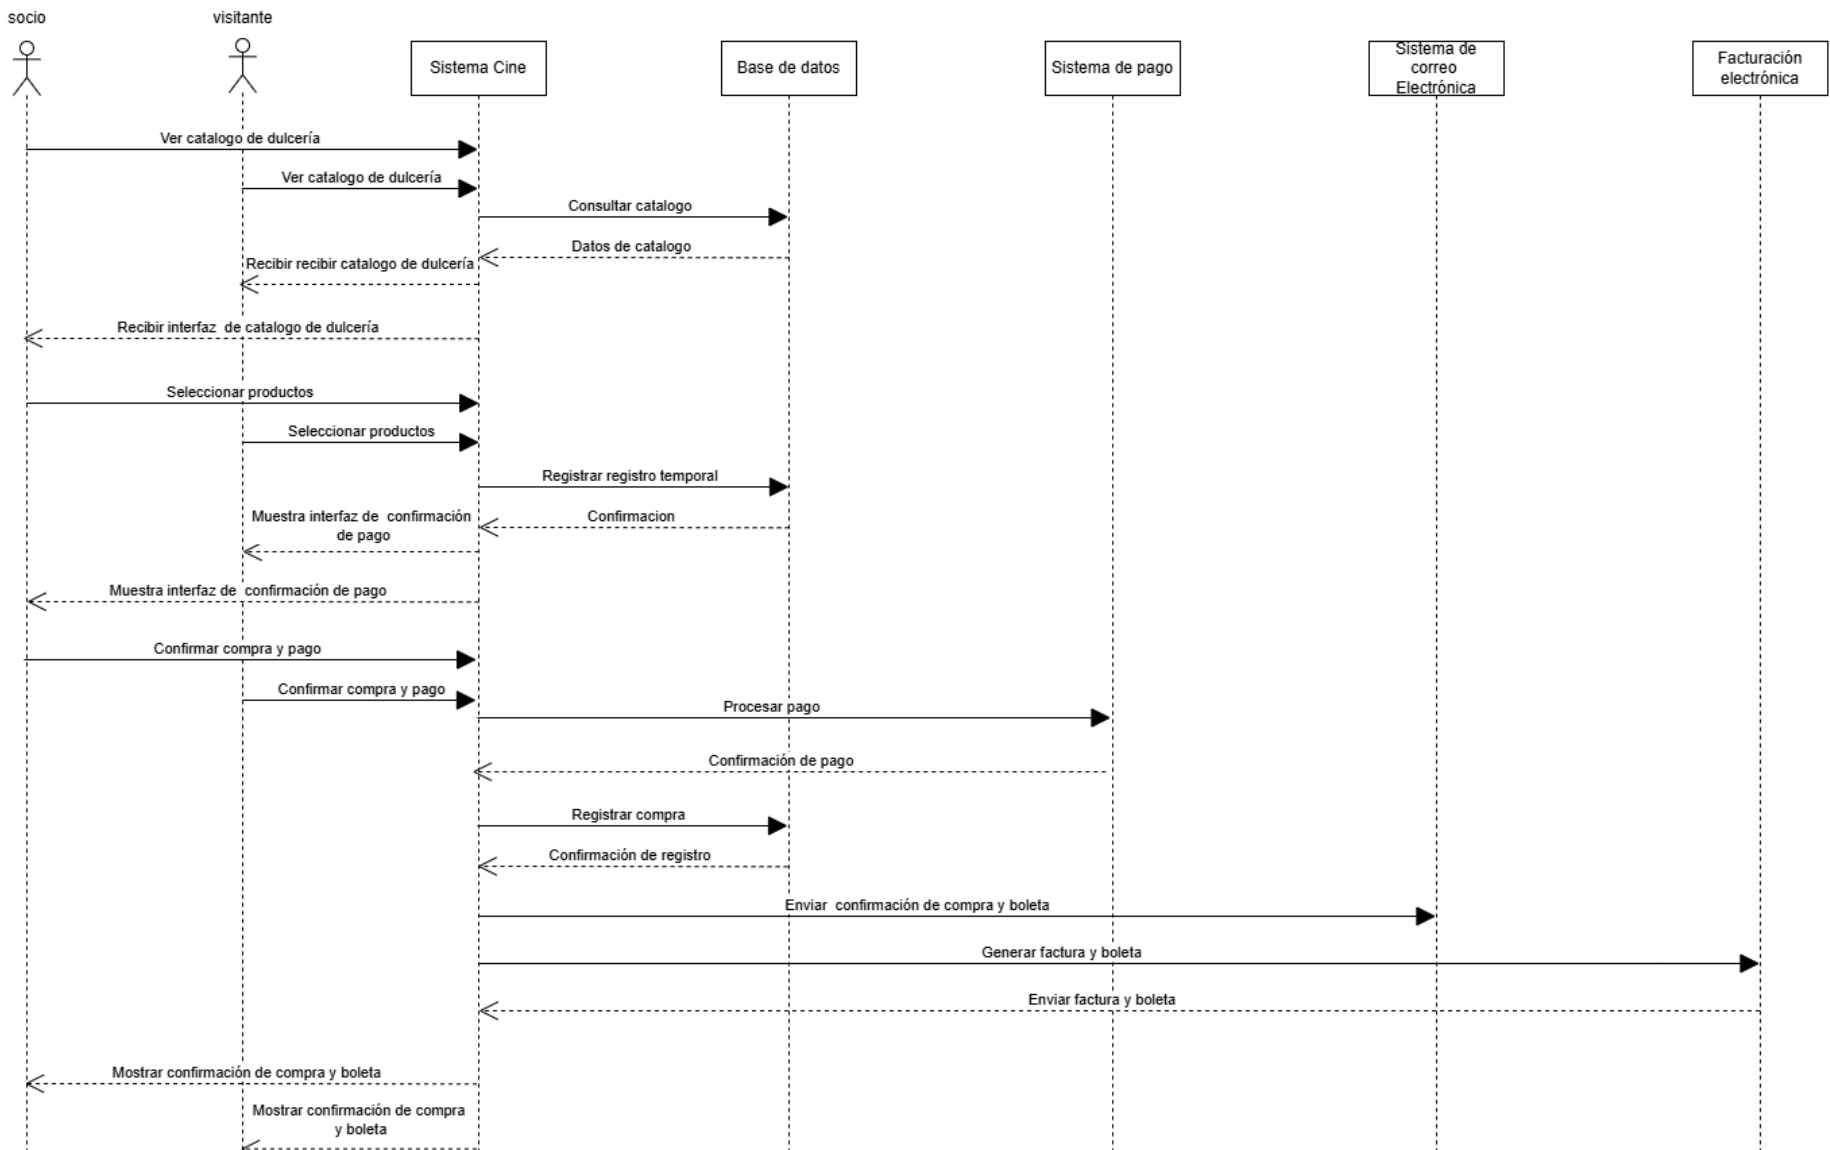 socio
visitante
Sistema Cine
Base de datos
Sistema de pago
Sistema de
correo
Electrónica
Facturación
electrónica
Ver catalogo de dulcería
Ver catalogo de dulcería
Consultar catalogo
Datos de catalogo
Recibir recibir catalogo de dulcería
Recibir interfaz  de catalogo de dulcería
Seleccionar productos
Seleccionar productos
Registrar registro temporal
Muestra interfaz de  confirmación
de pago
Confirmacion
Muestra interfaz de  confirmación de pago
Confirmar compra y pago
Confirmar compra y pago
Procesar pago
Confirmación de pago
Registrar compra
Confirmación de registro
Enviar  confirmación de compra y boleta
Generar factura y boleta
Enviar factura y boleta
Mostrar confirmación de compra y boleta
Mostrar confirmación de compra
y boleta